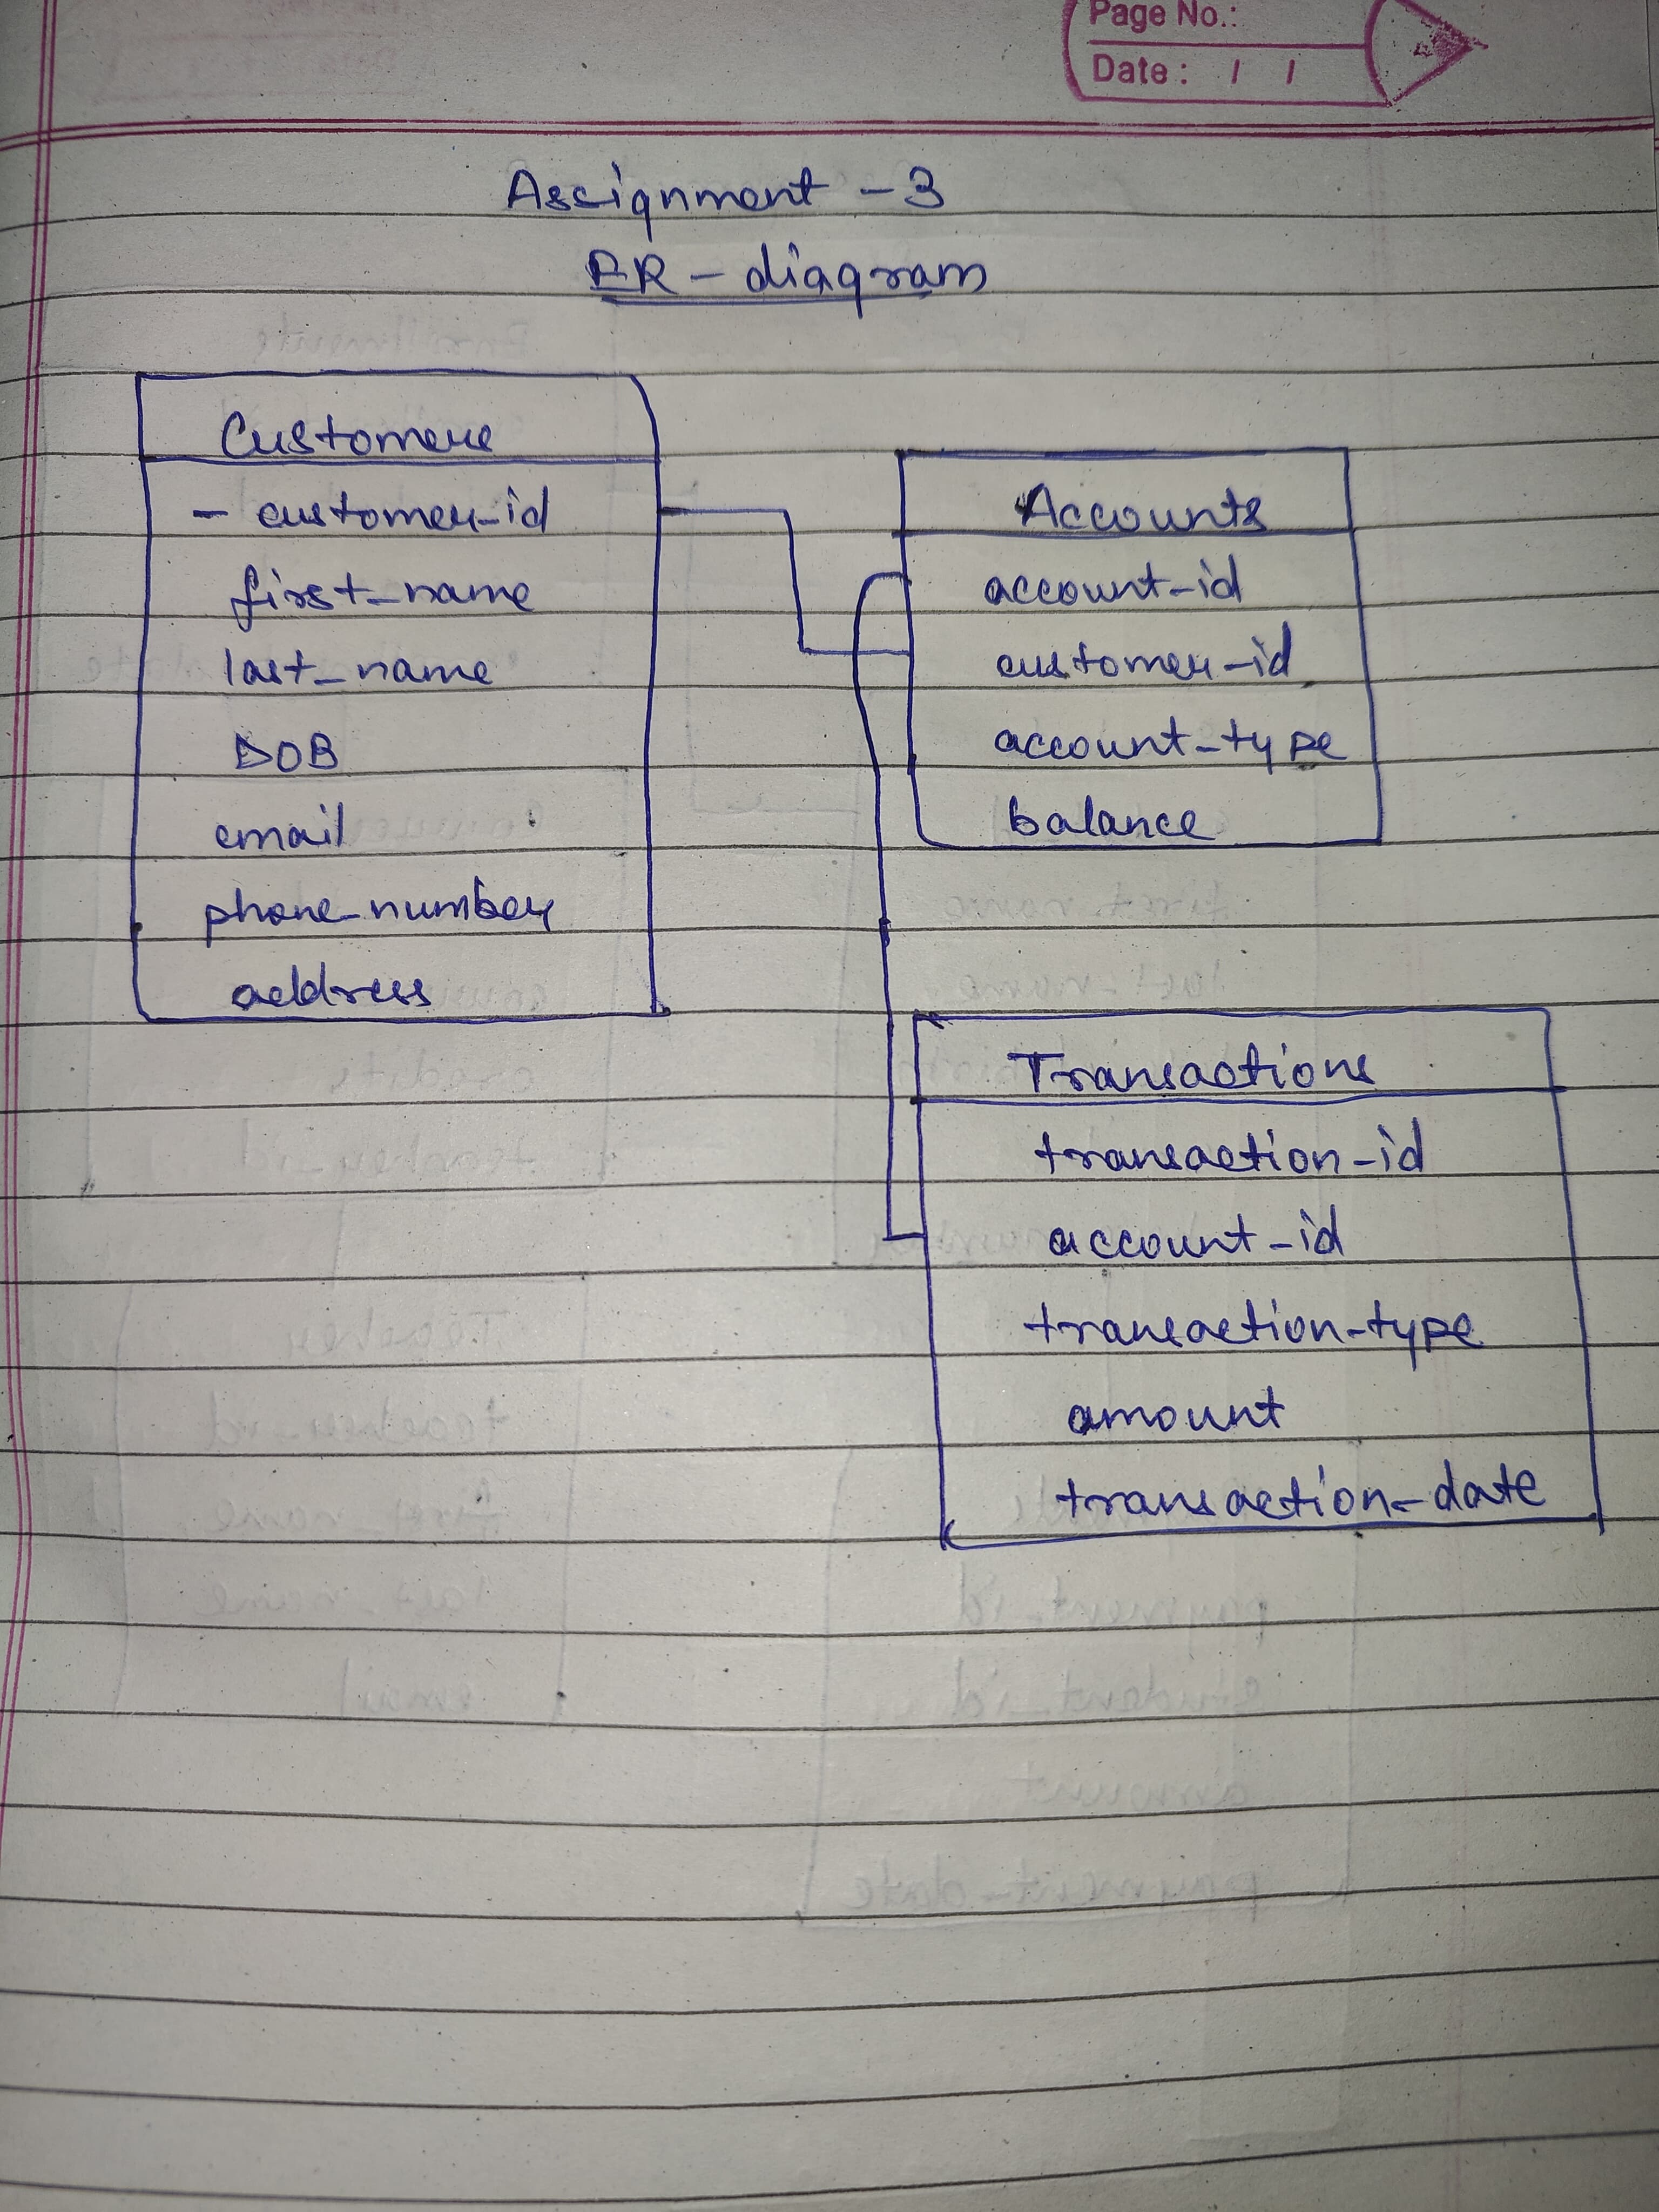 Page No.:
Date : / /
Assignment - 3
ER - diagram
Customers
- customer-id
first_name
last_name
DOB
email
phone_number
address
Accounts
account-id
customer-id
account-type
balance
Transactions
transaction-id
account-id
transaction-type
amount
transaction-date